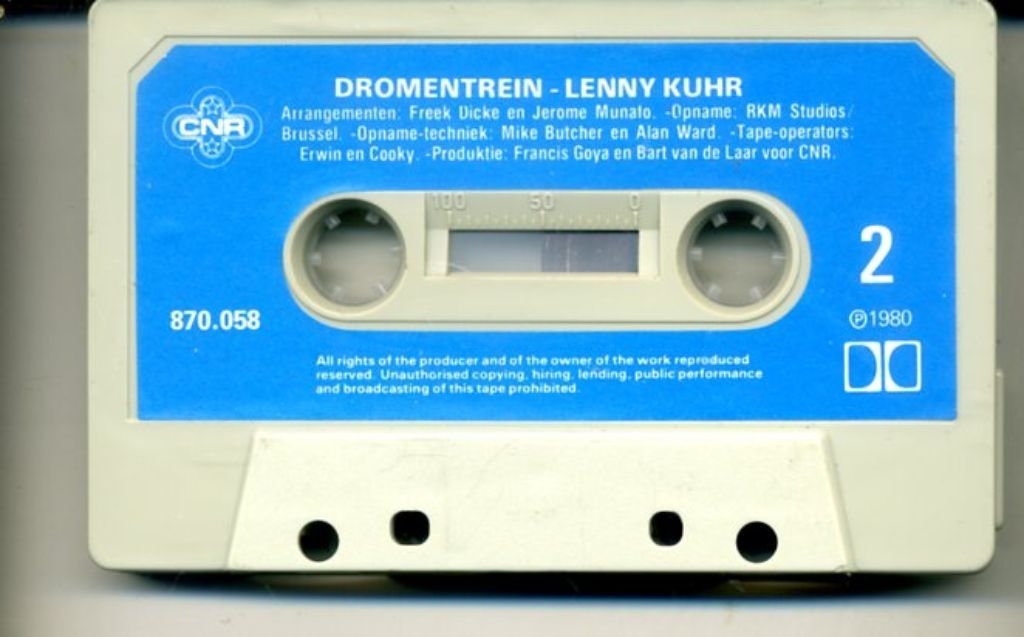 DROMENTREIN - LENNY KUHR
CNR
Arrangementen: Freek Dicke en Jerome Munafo. -Opname: RKM Studios/
Brussel. -Opname-techniek: Mike Butcher en Alan Ward. -Tape-operators:
Erwin en Cooky. -Produktie: Francis Goya en Bart van de Laar voor CNR.
100 50 0
2
870.058
℗1980
All rights of the producer and of the owner of the work reproduced
reserved. Unauthorised copying, hiring, lending, public performance
and broadcasting of this tape prohibited.